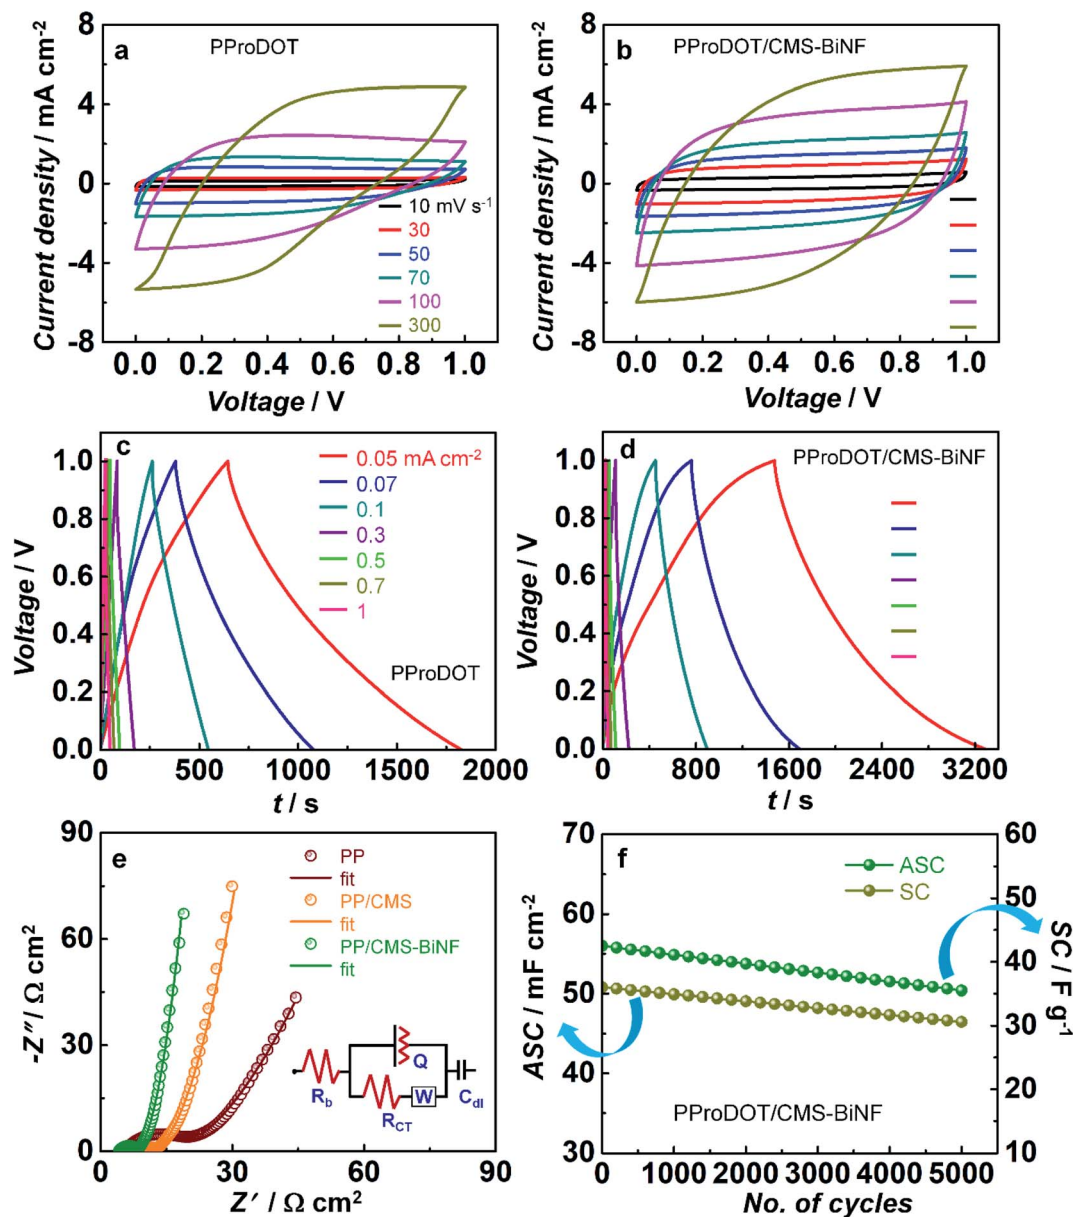 a
PProDOT
Current density / mA cm-2
8
4
0
-4
-8
10 mV s-1
30
50
70
100
300
0.0
0.2
0.4
0.6
0.8
1.0
Voltage / V
b
PProDOT/CMS-BiNF
Current density / mA cm-2
8
4
0
-4
-8
0.0
0.2
0.4
0.6
0.8
1.0
Voltage / V
c
Voltage / V
1.0
0.8
0.6
0.4
0.2
0.0
0.05 mA cm-2
0.07
0.1
0.3
0.5
0.7
1
PProDOT
0
500
1000
1500
2000
t / s
d
PProDOT/CMS-BiNF
Voltage / V
1.0
0.8
0.6
0.4
0.2
0.0
0
800
1600
2400
3200
t / s
e
-Z″ / Ω cm2
90
60
30
0
PP
fit
PP/CMS
fit
PP/CMS-BiNF
fit
Rb
Q
RCT
W
Cdl
0
30
60
90
Z′ / Ω cm2
f
ASC / mF cm-2
70
60
50
40
30
ASC
SC
60
50
40
30
20
10
SC / F g-1
PProDOT/CMS-BiNF
0
1000
2000
3000
4000
5000
No. of cycles